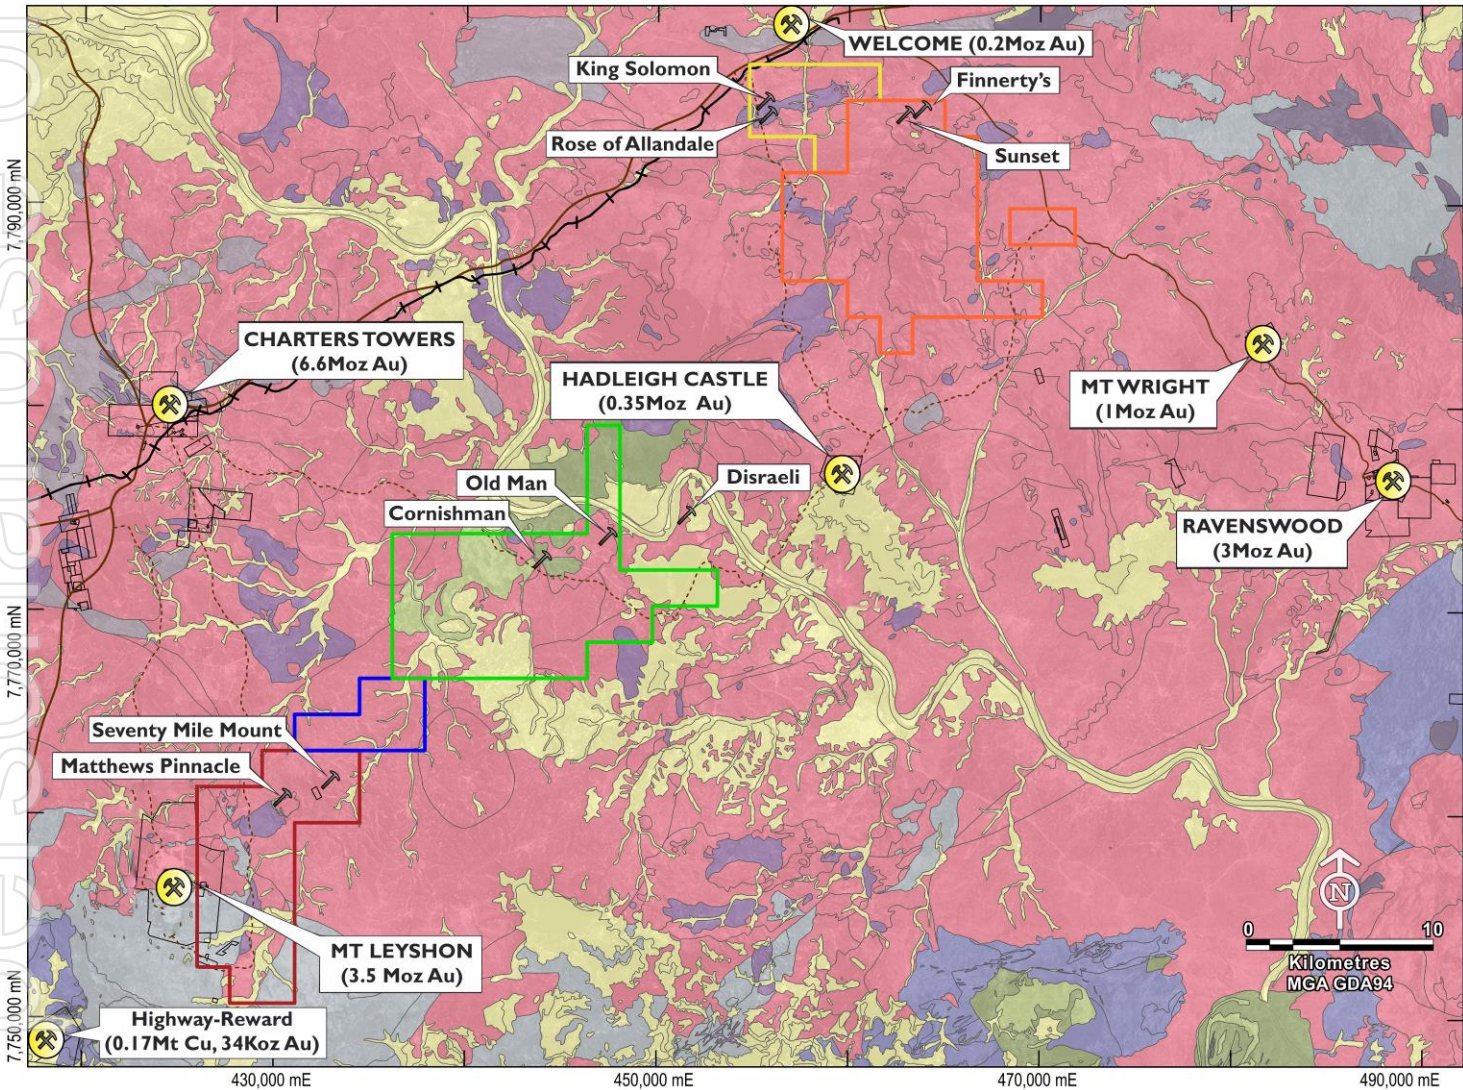 WELCOME (0.2Moz Au)
King Solomon
Finnerty's
Rose of Allandale
Sunset
7,790,000 mN
CHARTERS TOWERS
(6.6Moz Au)
HADLEIGH CASTLE
(0.35Moz Au)
MT WRIGHT
(1Moz Au)
Old Man
Disraeli
Cornishman
RAVENSWOOD
(3Moz Au)
7,770,000 mN
Seventy Mile Mount
Matthews Pinnacle
MT LEYSHON
(3.5 Moz Au)
N
0 10
Kilometres
MGA GDA94
7,750,000 mN
Highway-Reward
(0.17Mt Cu, 34Koz Au)
430,000 mE
450,000 mE
470,000 mE
490,000 mE